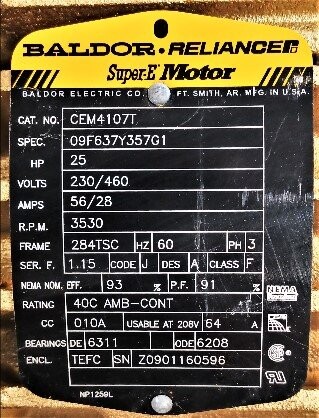 BALDOR • RELIANCER
SUPER-E Motor
BALDOR ELECTRIC CO. FT. SMITH, AR. MFG. IN U.S.A.
CAT. NO. CEM4107T
SPEC. 09F637Y357G1
HP 25
VOLTS 230/460
AMPS 56/28
R.P.M. 3530
FRAME 284TSC HZ 60 PH 3
SER. F. 1.15 CODE J DES A CLASS F
NEMA NOM. EFF. 93 % P.F. 91 %
NEMA
RATING 40C AMB-CONT
CC 010A USABLE AT 208V 64 A
BEARINGS DE 6311 ODE 6208
ENCL. TEFC SN Z0901160596
NP1259L